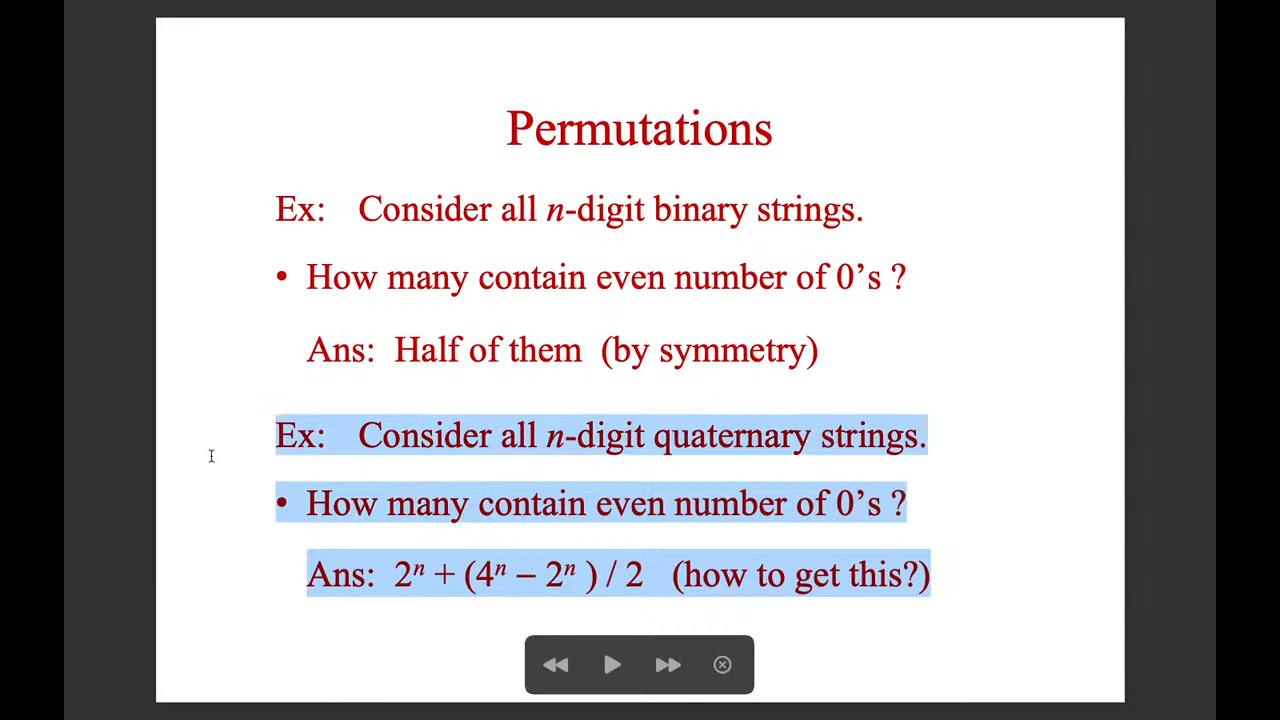 Permutations
Ex: Consider all n-digit binary strings.
• How many contain even number of 0’s ?
Ans: Half of them (by symmetry)
Ex: Consider all n-digit quaternary strings.
• How many contain even number of 0’s ?
Ans: 2ⁿ + (4ⁿ – 2ⁿ ) / 2 (how to get this?)